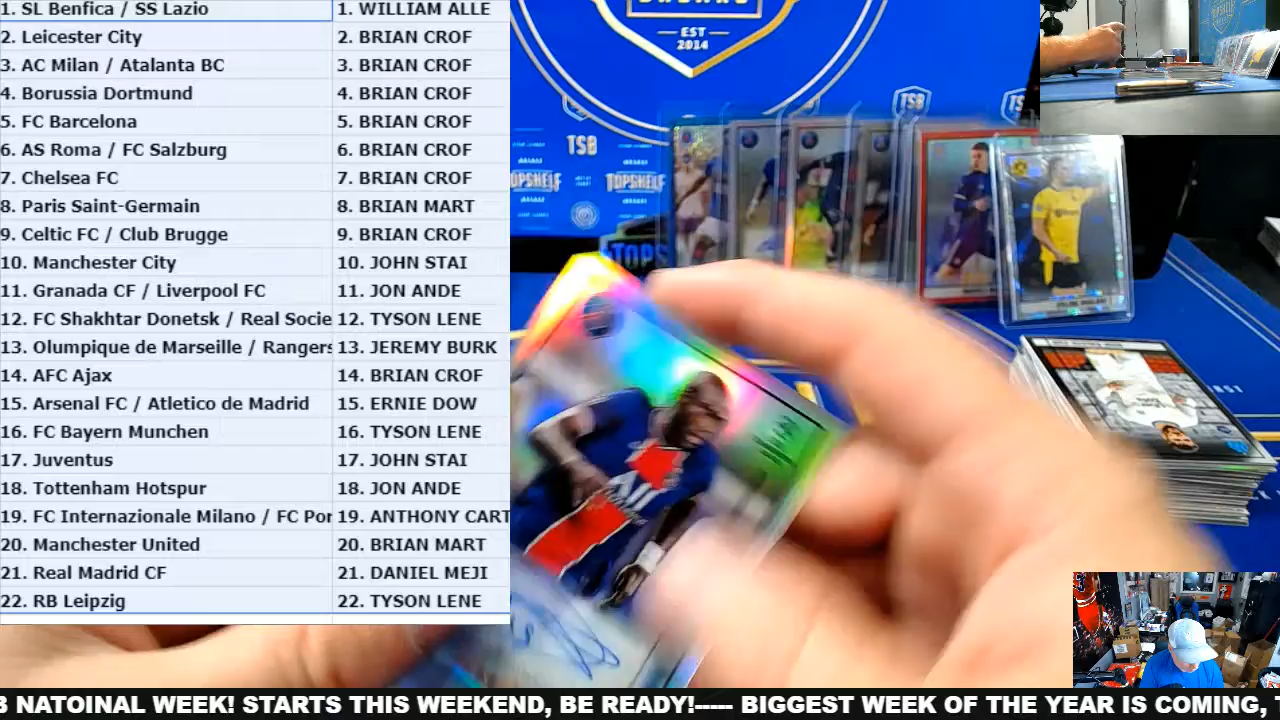 1. SL Benfica / SS Lazio 1. WILLIAM ALLE
2. Leicester City 2. BRIAN CROF
3. AC Milan / Atalanta BC 3. BRIAN CROF
4. Borussia Dortmund 4. BRIAN CROF
5. FC Barcelona 5. BRIAN CROF
6. AS Roma / FC Salzburg 6. BRIAN CROF
7. Chelsea FC 7. BRIAN CROF
8. Paris Saint-Germain 8. BRIAN MART
9. Celtic FC / Club Brugge 9. BRIAN CROF
10. Manchester City 10. JOHN STAI
11. Granada CF / Liverpool FC 11. JON ANDE
12. FC Shakhtar Donetsk / Real Socie 12. TYSON LENE
13. Olumpique de Marseille / Rangers 13. JEREMY BURK
14. AFC Ajax 14. BRIAN CROF
15. Arsenal FC / Atletico de Madrid 15. ERNIE DOW
16. FC Bayern Munchen 16. TYSON LENE
17. Juventus 17. JOHN STAI
18. Tottenham Hotspur 18. JON ANDE
19. FC Internazionale Milano / FC Por 19. ANTHONY CART
20. Manchester United 20. BRIAN MART
21. Real Madrid CF 21. DANIEL MEJI
22. RB Leipzig 22. TYSON LENE
EST
2014
TSB
TSB
TOPSHELF
B NATOINAL WEEK! STARTS THIS WEEKEND, BE READY!----- BIGGEST WEEK OF THE YEAR IS COMING,